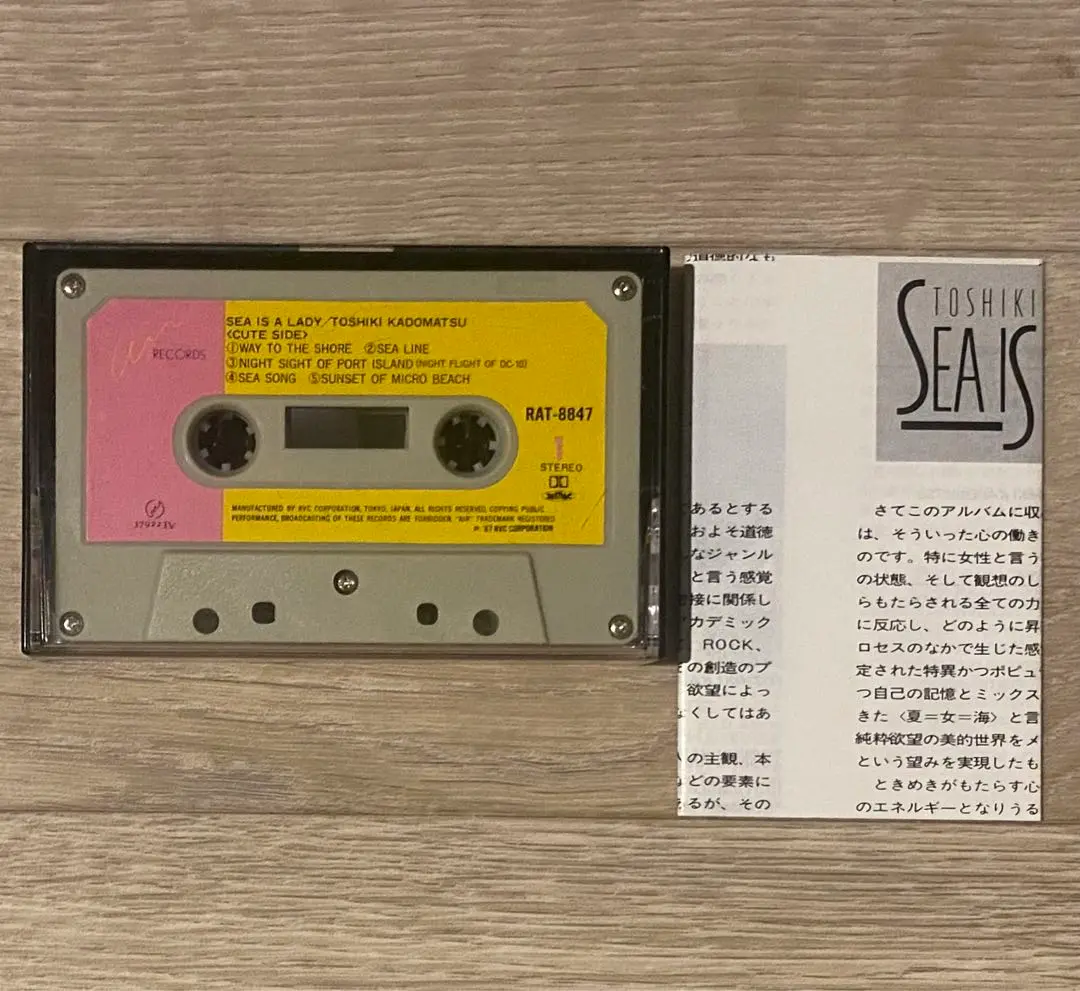 RECORDS
SEA IS A LADY/TOSHIKI KADOMATSU
<CUTE SIDE>
①WAY TO THE SHORE ②SEA LINE
③NIGHT SIGHT OF PORT ISLAND (NIGHT FLIGHT OF DC-10)
④SEA SONG ⑤SUNSET OF MICRO BEACH
RAT-8847
1
STEREO
MANUFACTURED BY RVC CORPORATION, TOKYO, JAPAN. ALL RIGHTS RESERVED, COPYING PUBLIC
PERFORMANCE, BROADCASTING OF THESE RECORDS ARE FORBIDDEN. "AIR" TRADEMARK REGISTERED
℗ '87 RVC CORPORATION
道徳的なも
あるとする
およそ道徳
なジャンル
と言う感覚
接に関係し
カデミック
ROCK、
の創造のプ
欲望によっ
くしてはあ
の主観、本
どの要素に
るが、その
TOSHIKI
SEA IS
さてこのアルバムに収
は、そういった心の働き
のです。特に女性と言う
の状態、そして観想のし
らもたらされる全ての力
に反応し、どのように昇
ロセスのなかで生じた感
定された特異かつポピュ
つ自己の記憶とミックス
きた〈夏＝女＝海〉と言
純粋欲望の美的世界をメ
という望みを実現したも
ときめきがもたらす心
のエネルギーとなりうる